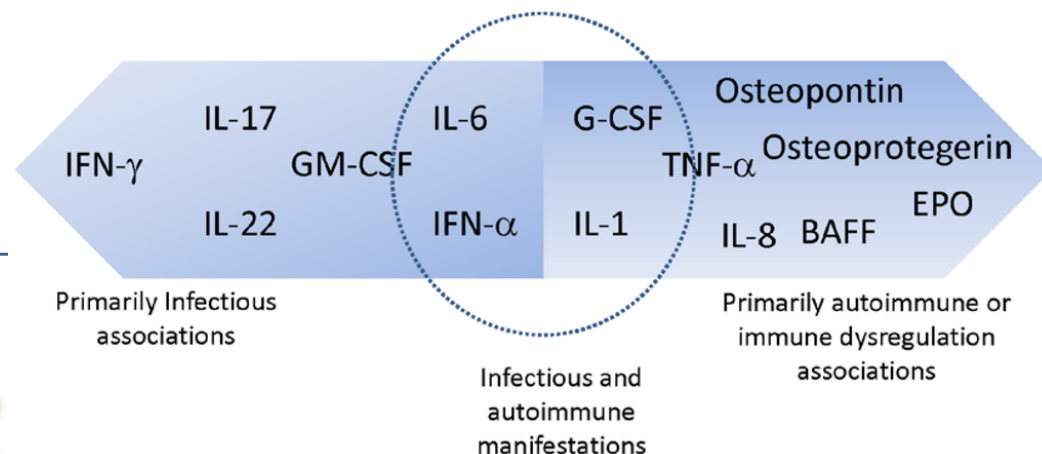 IFN-γ
IL-17
IL-22
GM-CSF
IL-6
IFN-α
G-CSF
IL-1
TNF-α
Osteopontin
Osteoprotegerin
EPO
IL-8
BAFF
Primarily Infectious
associations
Infectious and
autoimmune
manifestations
Primarily autoimmune or
immune dysregulation
associations